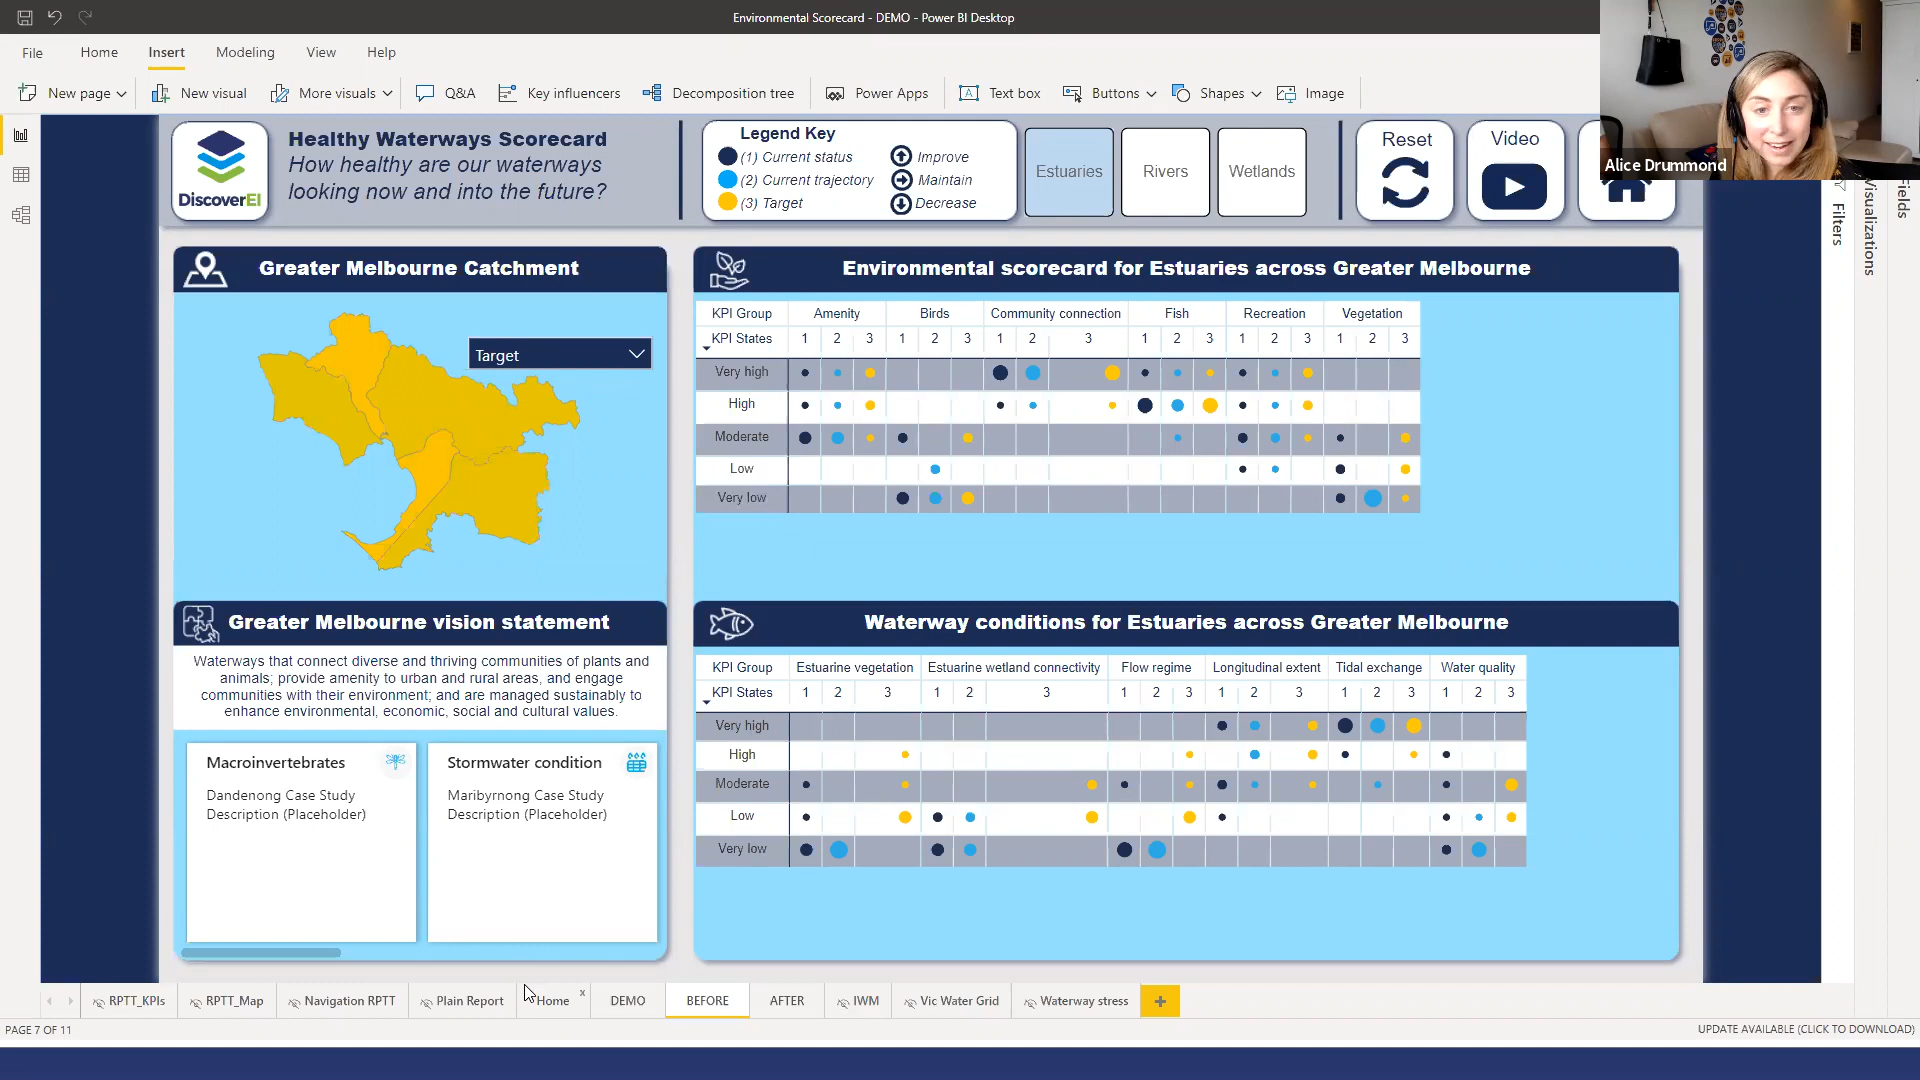 Environmental Scorecard - DEMO - Power BI Desktop
File Home Insert Modeling View Help
New page New visual More visuals Q&A Key influencers Decomposition tree Power Apps Text box Buttons Shapes Image
Alice Drummond
DiscoverEI
Healthy Waterways Scorecard
How healthy are our waterways
looking now and into the future?
Legend Key
(1) Current status Improve
(2) Current trajectory Maintain
(3) Target Decrease
Estuaries Rivers Wetlands
Reset Video
Filters
Visualizations
Fields
Greater Melbourne Catchment
Target
Environmental scorecard for Estuaries across Greater Melbourne
KPI Group Amenity Birds Community connection Fish Recreation Vegetation
KPI States 1 2 3 1 2 3 1 2 3 1 2 3 1 2 3 1 2 3
Very high
High
Moderate
Low
Very low
Greater Melbourne vision statement
Waterways that connect diverse and thriving communities of plants and
animals; provide amenity to urban and rural areas, and engage
communities with their environment; and are managed sustainably to
enhance environmental, economic, social and cultural values.
Macroinvertebrates
Dandenong Case Study
Description (Placeholder)
Stormwater condition
Maribyrnong Case Study
Description (Placeholder)
Waterway conditions for Estuaries across Greater Melbourne
KPI Group Estuarine vegetation Estuarine wetland connectivity Flow regime Longitudinal extent Tidal exchange Water quality
KPI States 1 2 3 1 2 3 1 2 3 1 2 3 1 2 3 1 2 3
Very high
High
Moderate
Low
Very low
RPTT_KPIs RPTT_Map Navigation RPTT Plain Report Home x DEMO BEFORE AFTER IWM Vic Water Grid Waterway stress +
PAGE 7 OF 11 UPDATE AVAILABLE (CLICK TO DOWNLOAD)